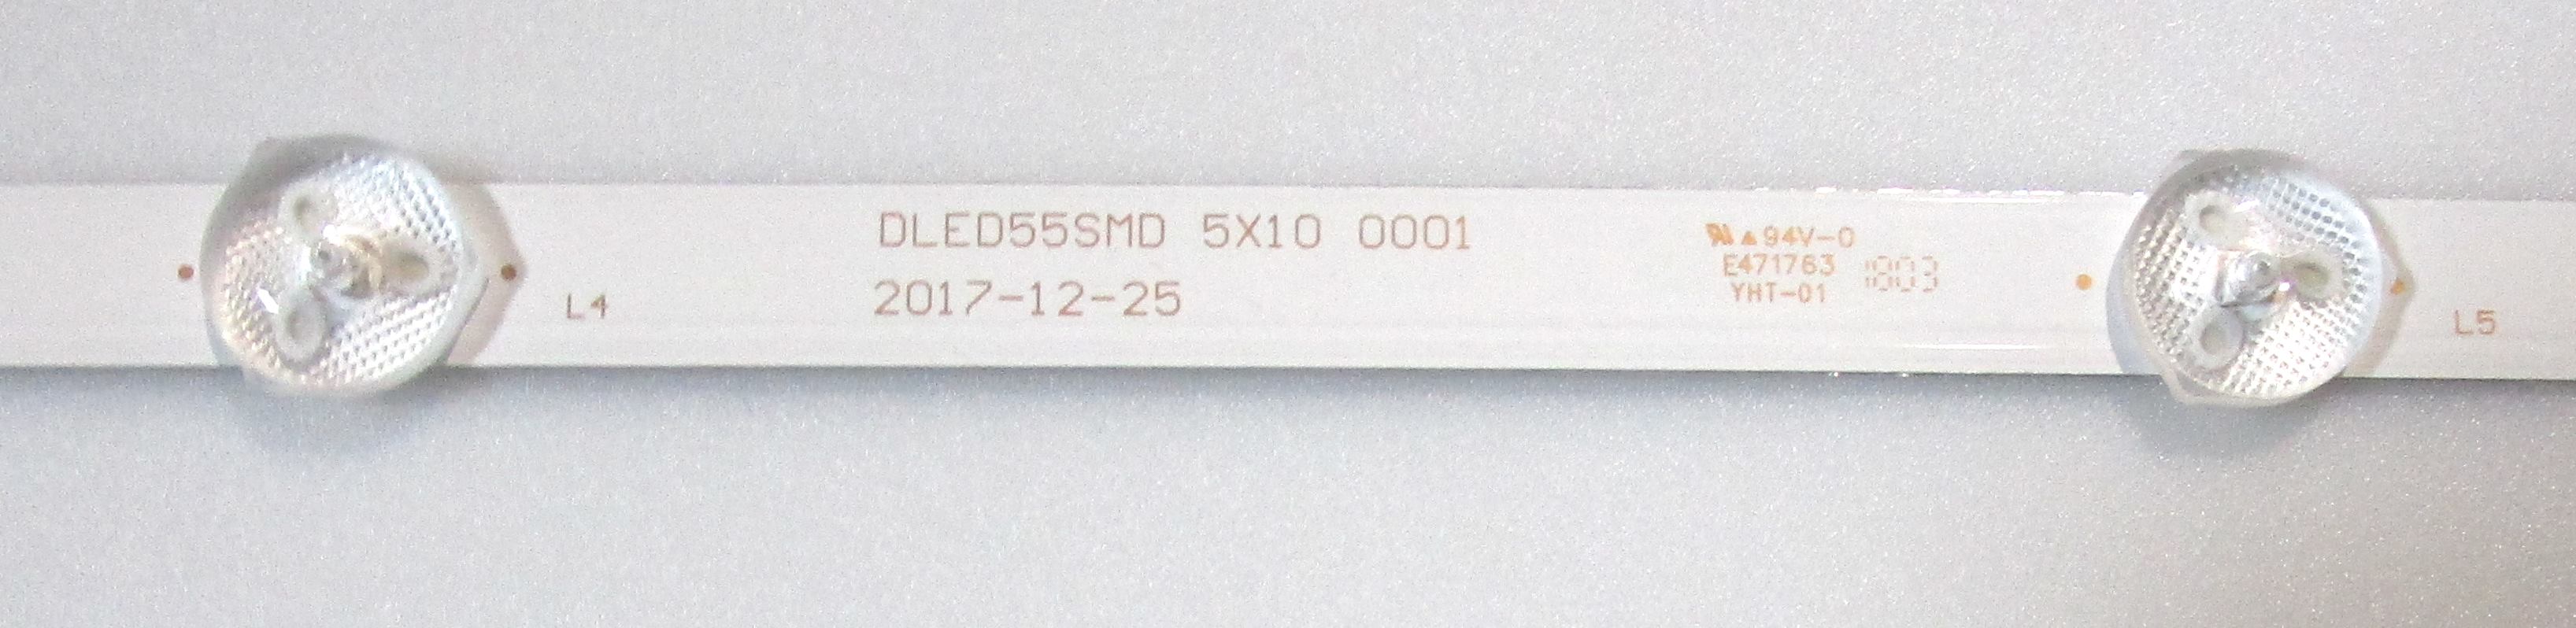 DLED55SMD 5X10 0001
2017-12-25
L4
94V-0
E471763
YHT-01
1803
L5